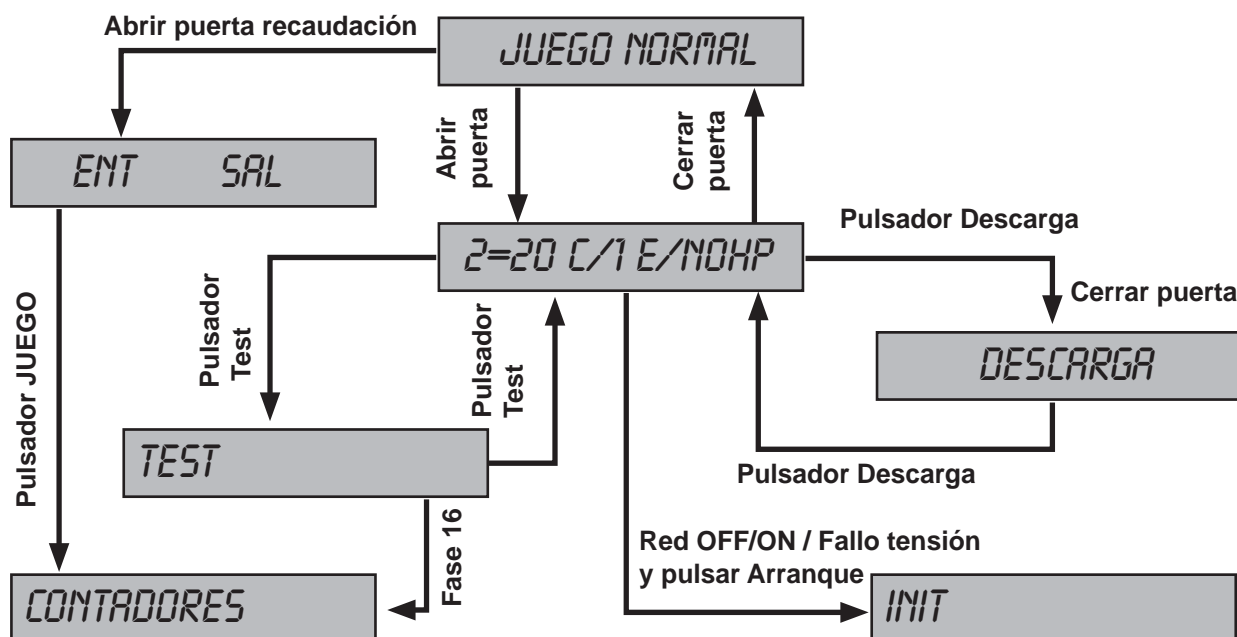 Abrir puerta recaudación
JUEGO NORMAL
Abrir
puerta
Cerrar
puerta
ENT SAL
Pulsador Descarga
2=20 C/1 E/NOHP
Cerrar puerta
Pulsador JUEGO
Pulsador
Test
Pulsador
Test
DESCARGA
TEST
Pulsador Descarga
Fase 16
Red OFF/ON / Fallo tensión
y pulsar Arranque
CONTADORES
INIT